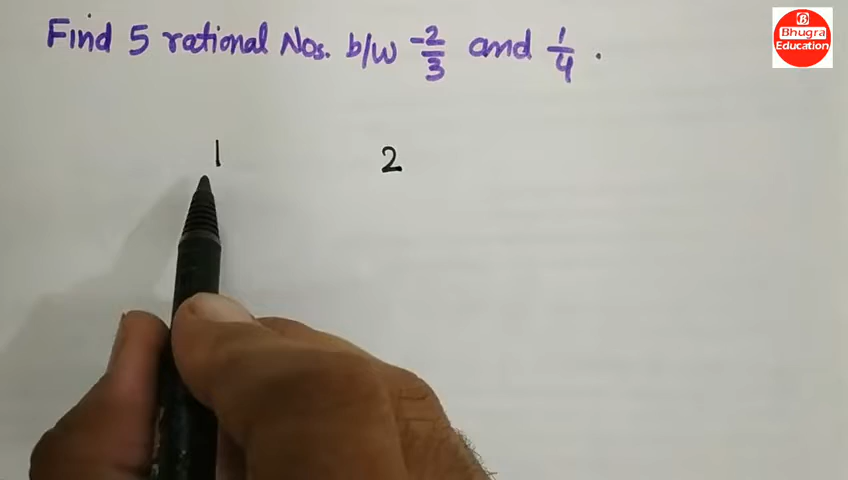 Find 5 rational Nos. b/w -2/3 and 1/4 .
1 2
B
Bhugra
Education